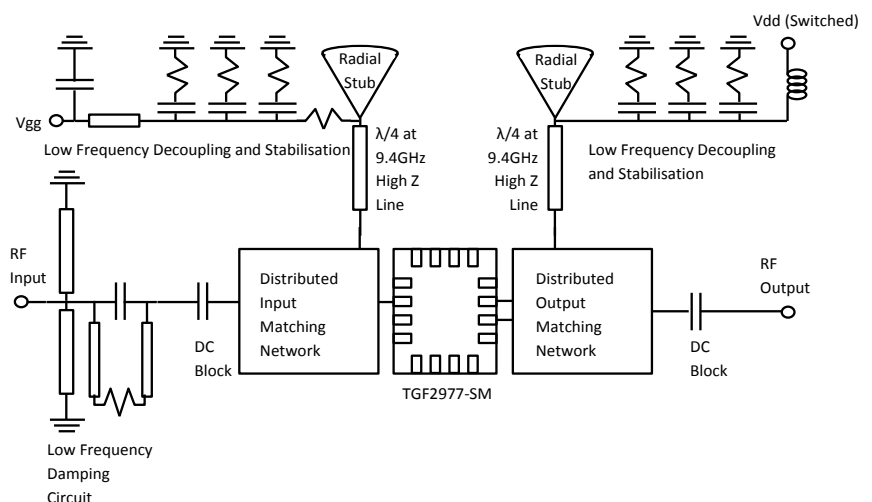 Vdd (Switched)
Radial
Stub
Radial
Stub
Vgg
Low Frequency Decoupling and Stabilisation
λ/4 at
9.4GHz
High Z
Line
λ/4 at
9.4GHz
High Z
Line
Low Frequency Decoupling
and Stabilisation
RF
Input
Distributed
Input
Matching
Network
Distributed
Output
Matching
Network
RF
Output
DC
Block
DC
Block
TGF2977-SM
Low Frequency
Damping
Circuit